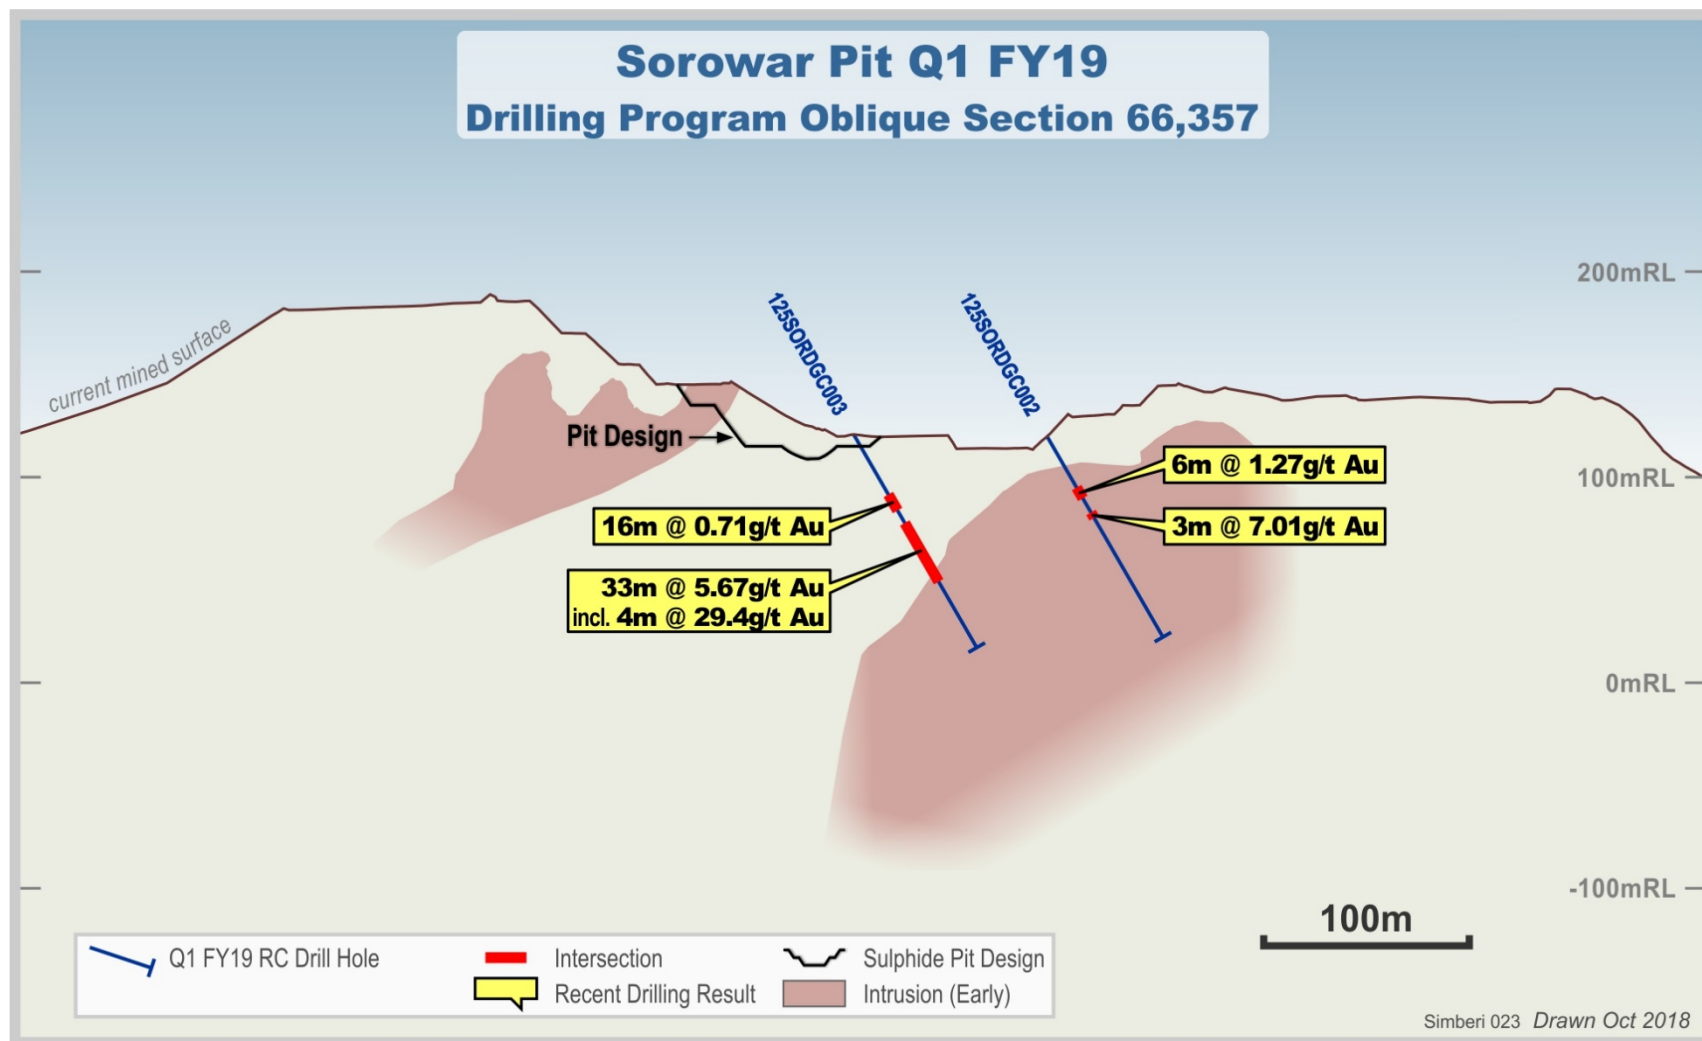 Sorowar Pit Q1 FY19
Drilling Program Oblique Section 66,357
200mRL
current mined surface
125SORDGC003
125SORDGC002
Pit Design
6m @ 1.27g/t Au
100mRL
16m @ 0.71g/t Au
3m @ 7.01g/t Au
33m @ 5.67g/t Au
incl. 4m @ 29.4g/t Au
0mRL
-100mRL
100m
Q1 FY19 RC Drill Hole
Intersection
Sulphide Pit Design
Recent Drilling Result
Intrusion (Early)
Simberi 023 Drawn Oct 2018